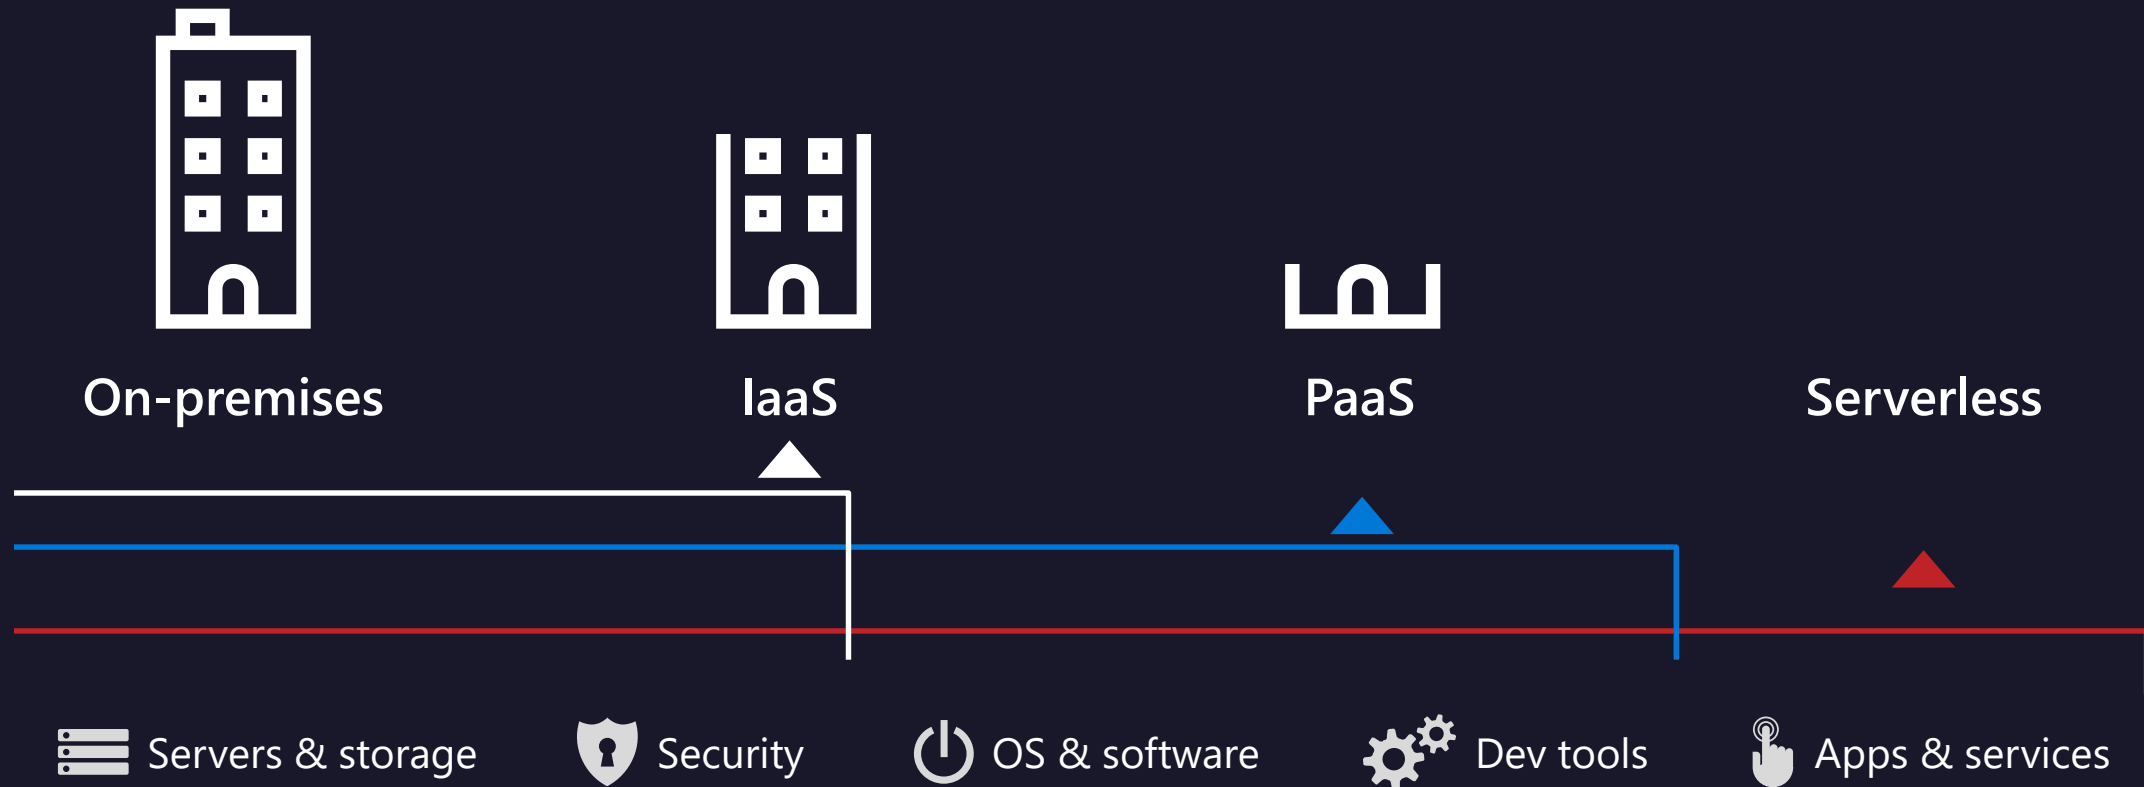 On-premises
IaaS
PaaS
Serverless
Servers & storage
Security
OS & software
Dev tools
Apps & services